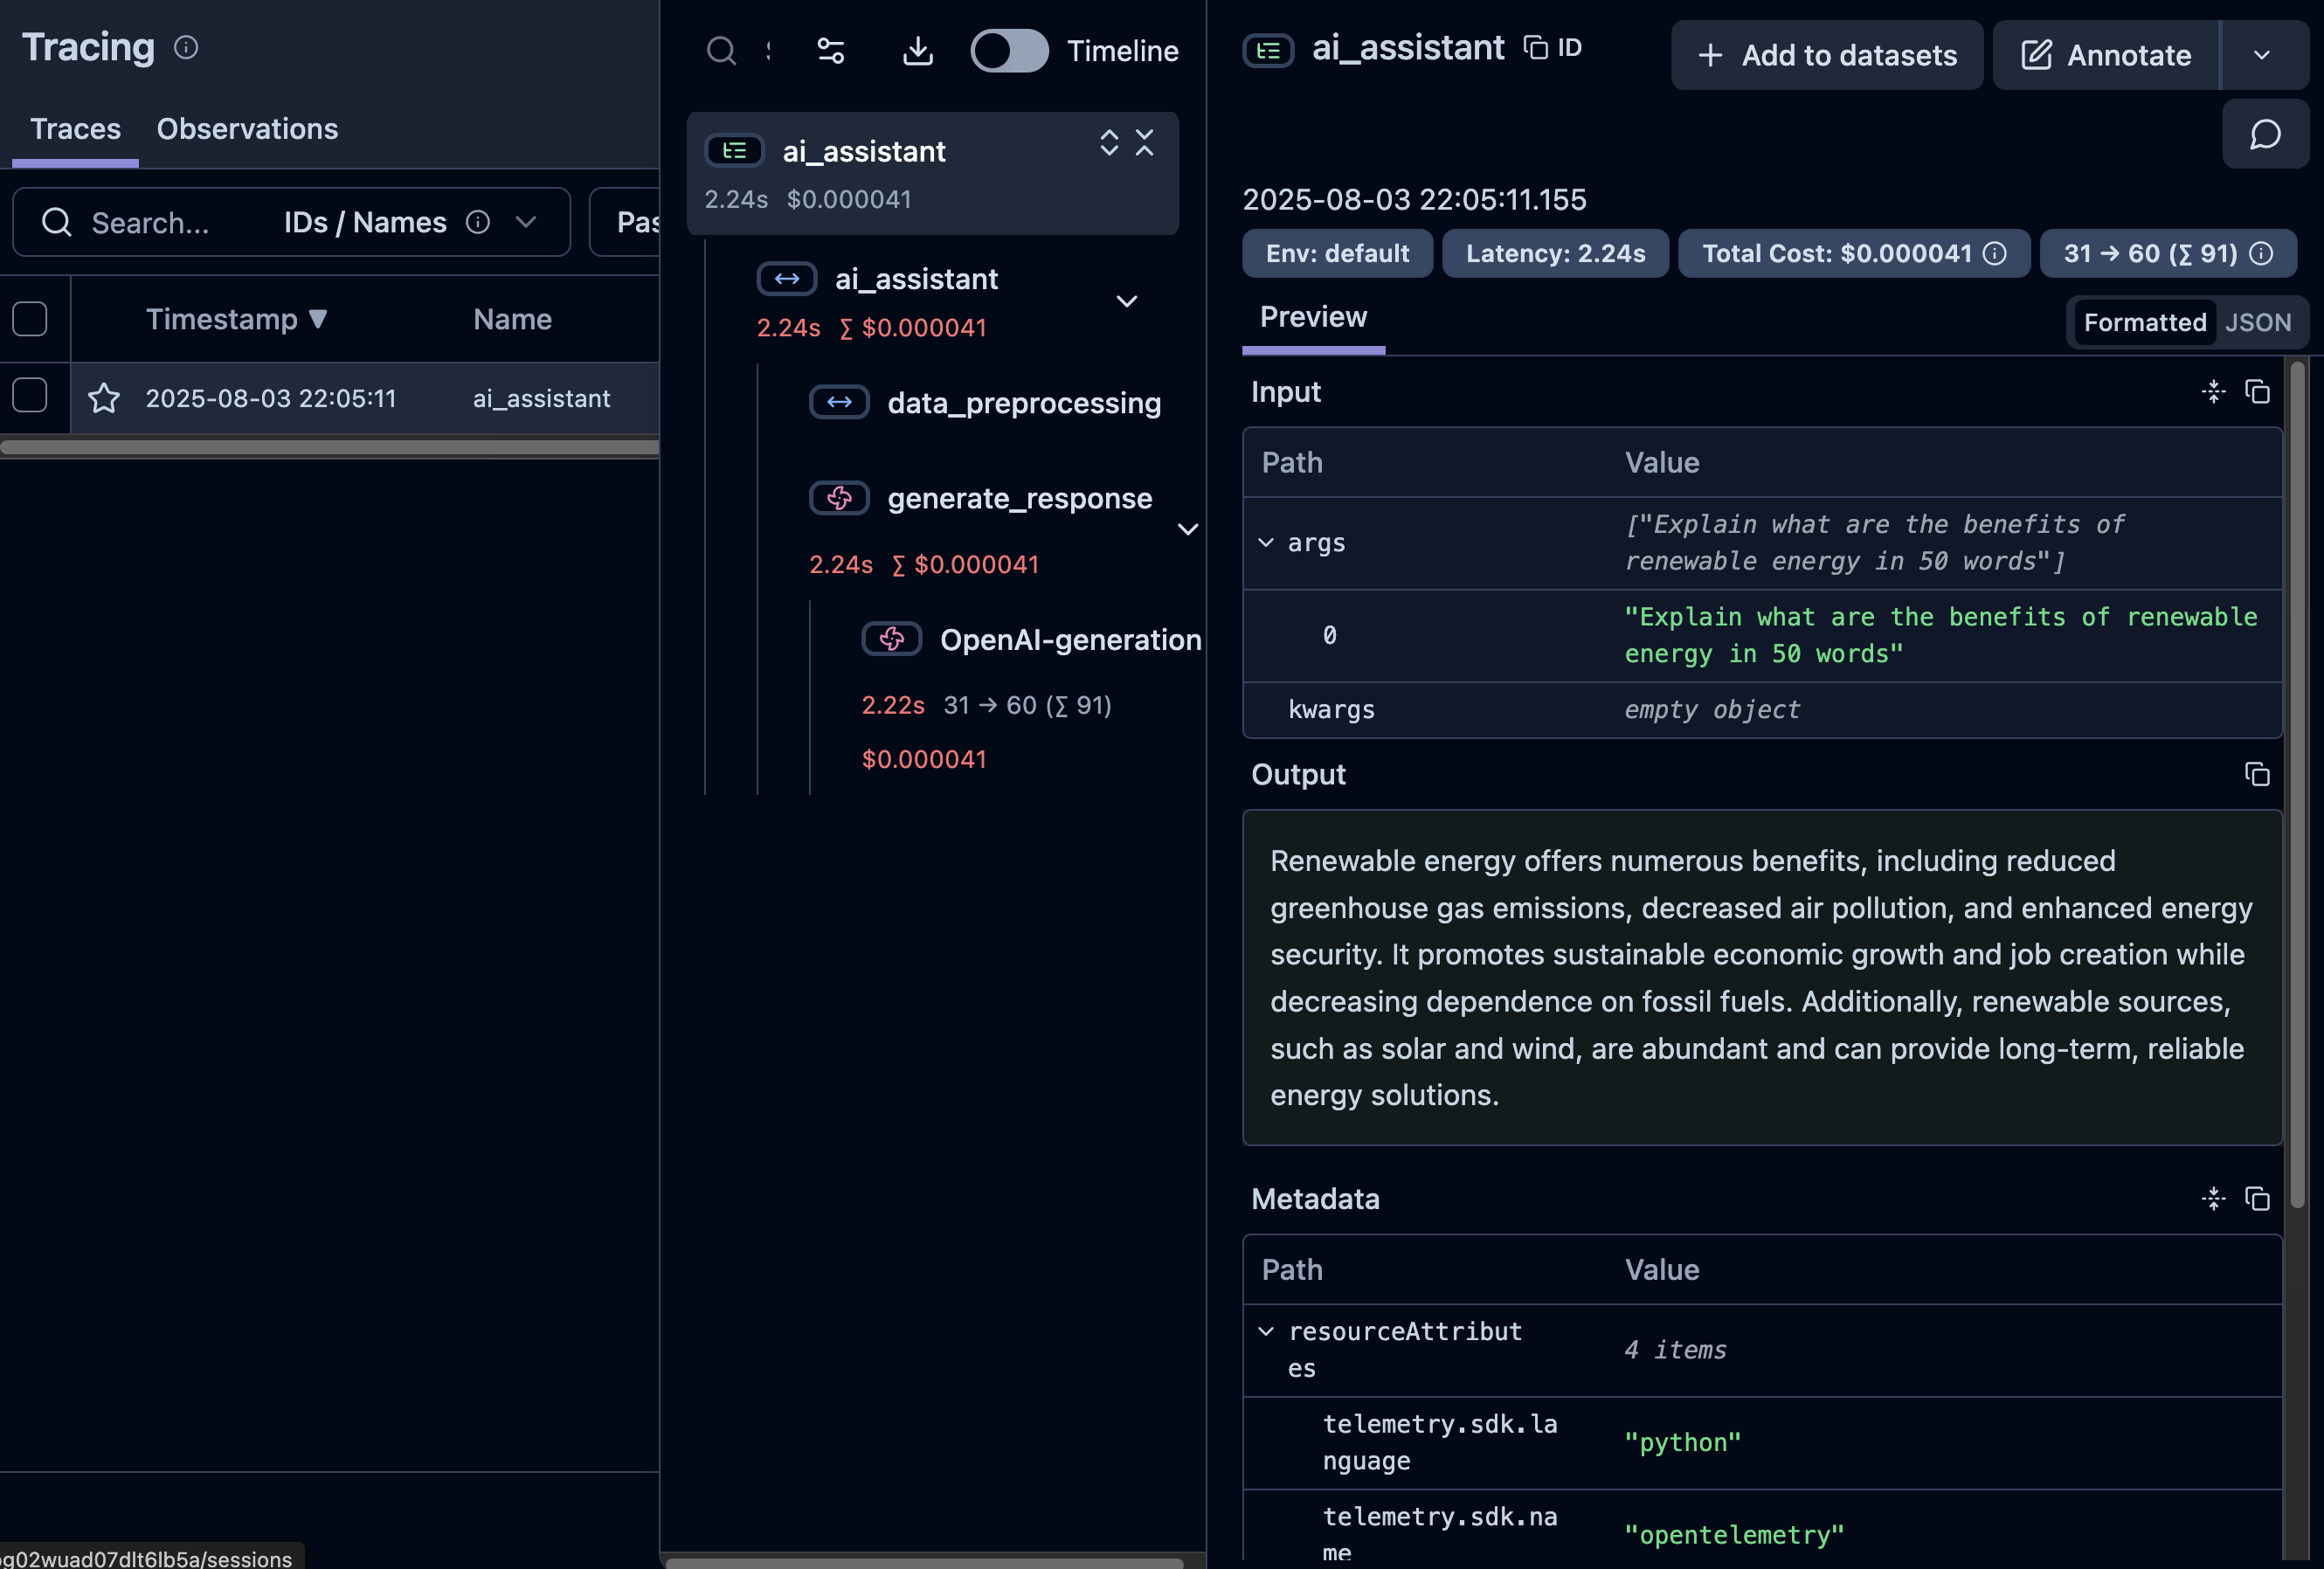 Tracing
Traces Observations
Search... IDs / Names
Timestamp ▼ Name
2025-08-03 22:05:11 ai_assistant
g02wuad07dlt6lb5a/sessions
Timeline
ai_assistant
2.24s $0.000041
ai_assistant
2.24s ∑ $0.000041
data_preprocessing
generate_response
2.24s ∑ $0.000041
OpenAI-generation
2.22s 31 → 60 (∑ 91)
$0.000041
ai_assistant ID
+ Add to datasets
Annotate
2025-08-03 22:05:11.155
Env: default Latency: 2.24s Total Cost: $0.000041 31 → 60 (∑ 91)
Preview
Formatted JSON
Input
Path Value
args ["Explain what are the benefits of
renewable energy in 50 words"]
0 "Explain what are the benefits of renewable
energy in 50 words"
kwargs empty object
Output
Renewable energy offers numerous benefits, including reduced
greenhouse gas emissions, decreased air pollution, and enhanced energy
security. It promotes sustainable economic growth and job creation while
decreasing dependence on fossil fuels. Additionally, renewable sources,
such as solar and wind, are abundant and can provide long-term, reliable
energy solutions.
Metadata
Path Value
resourceAttribut
es
4 items
telemetry.sdk.la
nguage
"python"
telemetry.sdk.na
me
"opentelemetry"